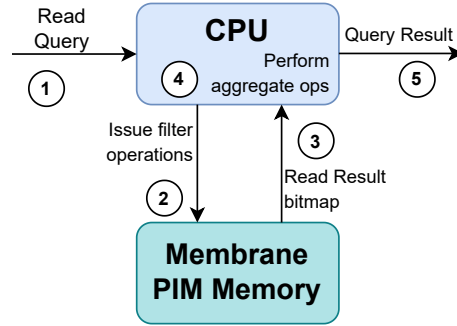 Read
Query
1
CPU
Perform
aggregate ops
4
Query Result
5
Issue filter
operations
2
3
Read Result
bitmap
Membrane
PIM Memory